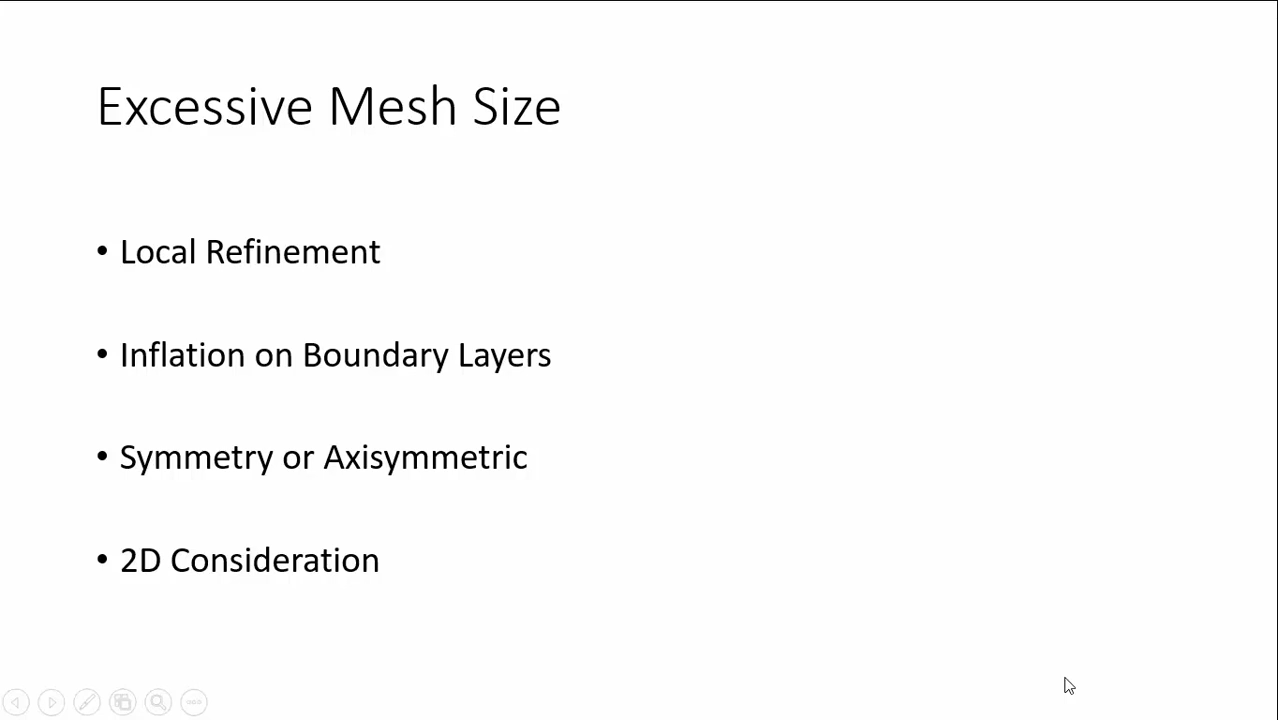 Excessive Mesh Size
• Local Refinement
• Inflation on Boundary Layers
• Symmetry or Axisymmetric
• 2D Consideration